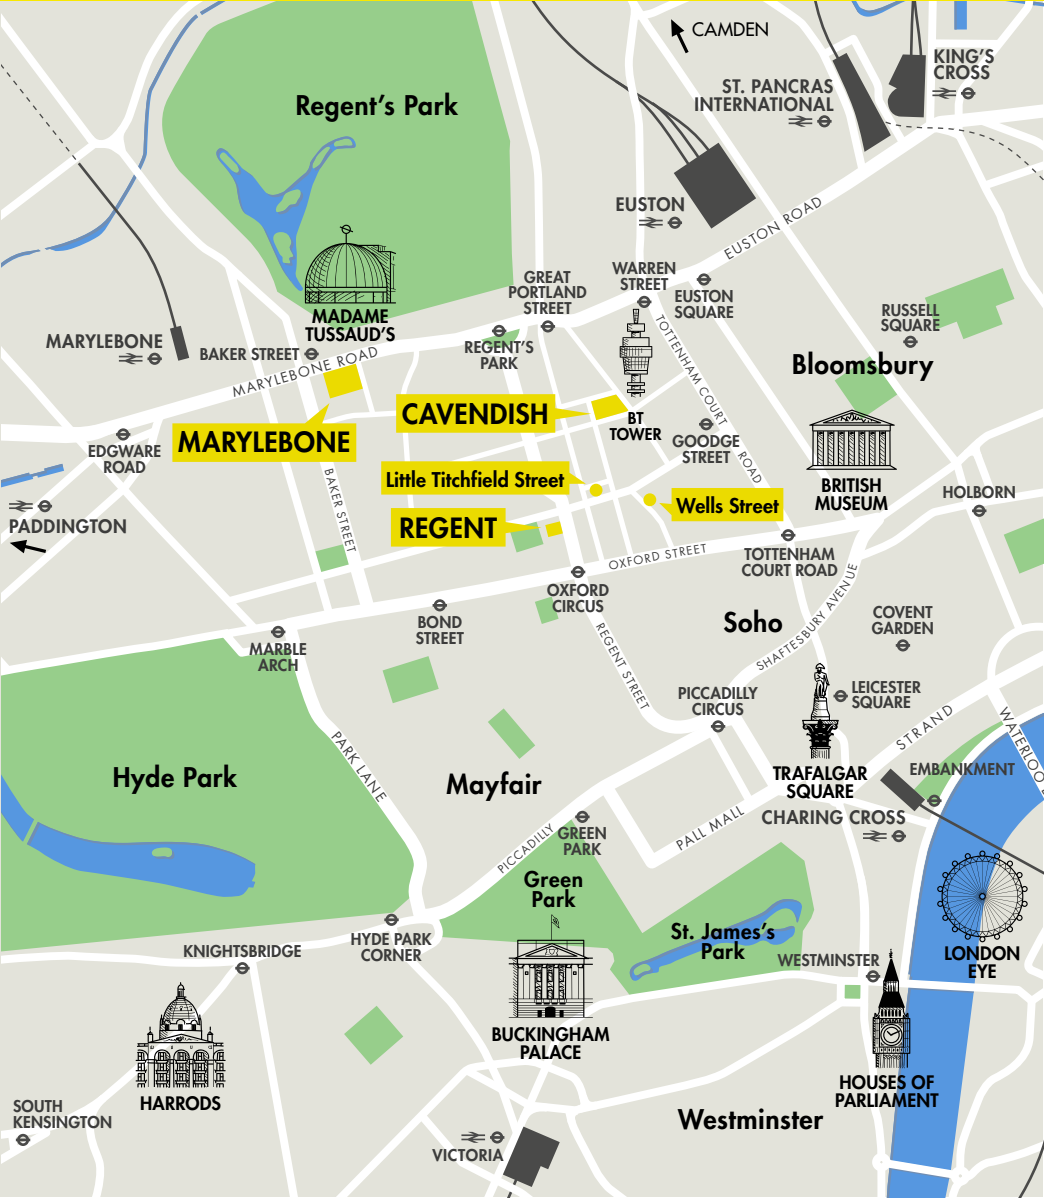 CAMDEN
KING'S
CROSS
ST. PANCRAS
INTERNATIONAL
Regent's Park
EUSTON
EUSTON ROAD
WARREN
STREET
GREAT
PORTLAND
STREET
EUSTON
SQUARE
MADAME
TUSSAUD'S
RUSSELL
SQUARE
MARYLEBONE
BAKER STREET
MARYLEBONE ROAD
REGENT'S
PARK
TOTTENHAM COURT ROAD
Bloomsbury
CAVENDISH
BT
TOWER
MARYLEBONE
EDGWARE
ROAD
GOODGE
STREET
BAKER STREET
Little Titchfield Street
Wells Street
BRITISH
MUSEUM
HOLBORN
PADDINGTON
REGENT
OXFORD STREET
TOTTENHAM
COURT ROAD
OXFORD
CIRCUS
BOND
STREET
SHAFTESBURY AVENUE
Soho
COVENT
GARDEN
MARBLE
ARCH
REGENT STREET
PICCADILLY
CIRCUS
LEICESTER
SQUARE
STRAND
WATERLOO B
PARK LANE
Hyde Park
Mayfair
TRAFALGAR
SQUARE
EMBANKMENT
CHARING CROSS
PALL MALL
PICCADILLY
GREEN
PARK
Green
Park
St. James's
Park
HYDE PARK
CORNER
KNIGHTSBRIDGE
WESTMINSTER
LONDON
EYE
BUCKINGHAM
PALACE
HARRODS
HOUSES OF
PARLIAMENT
SOUTH
KENSINGTON
Westminster
VICTORIA